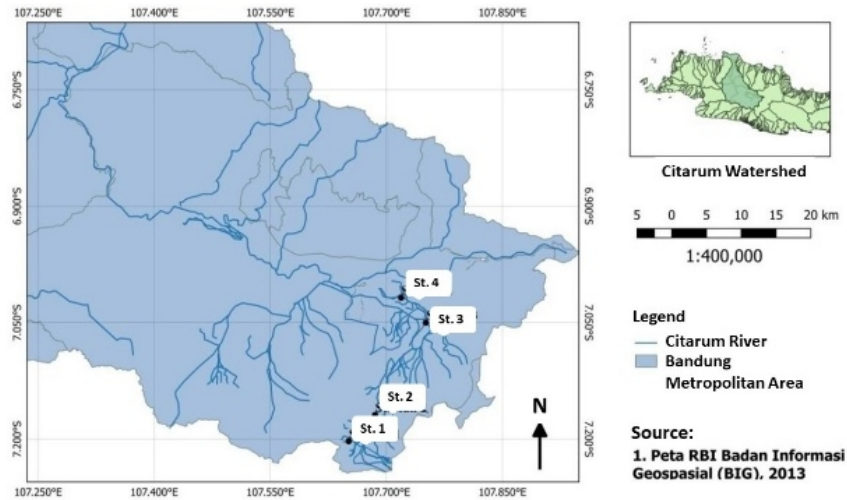 107.250°E 107.400°E 107.550°E 107.700°E 107.850°E
6.750°S 6.750°S
6.900°S 6.900°S
7.050°S 7.050°S
7.200°S 7.200°S
St. 4
St. 3
St. 2
St. 1
107.250°E 107.400°E 107.550°E 107.700°E 107.850°E
Citarum Watershed
5 0 5 10 15 20 km
1:400,000
Legend
Citarum River
Bandung
Metropolitan Area
N
Source:
1. Peta RBI Badan Informasi
Geospasial (BIG), 2013